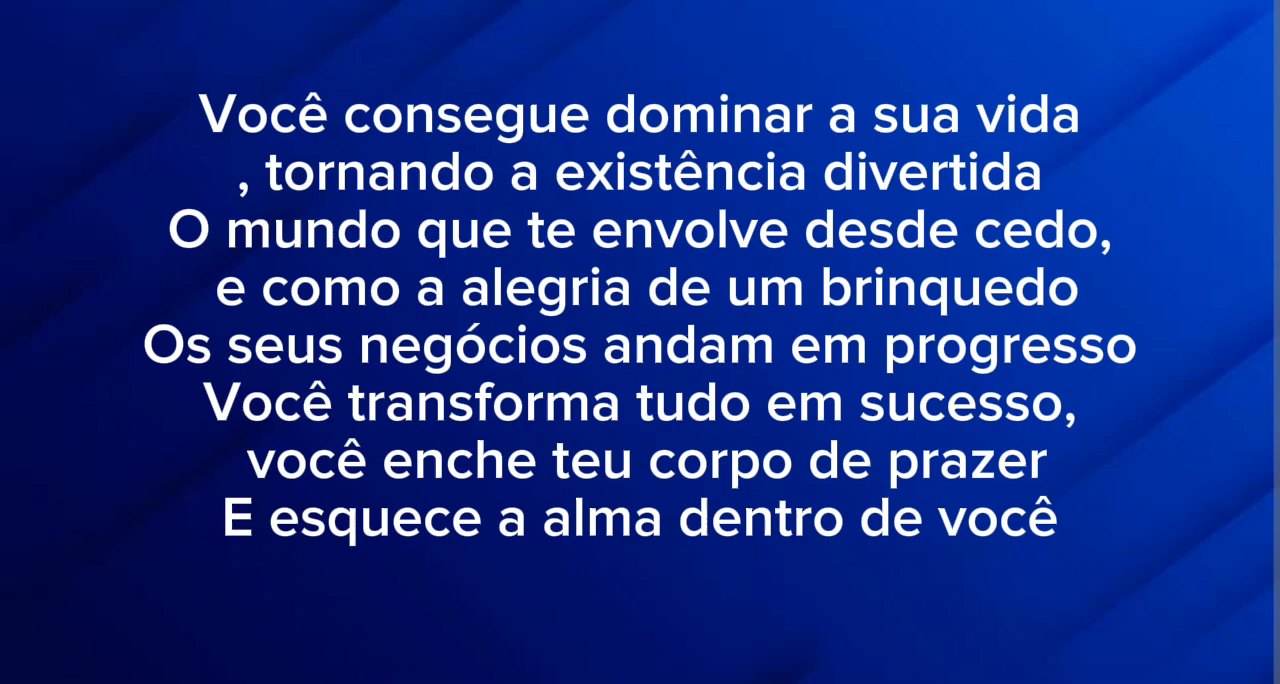 Você consegue dominar a sua vida
, tornando a existência divertida
O mundo que te envolve desde cedo,
e como a alegria de um brinquedo
Os seus negócios andam em progresso
Você transforma tudo em sucesso,
você enche teu corpo de prazer
E esquece a alma dentro de você